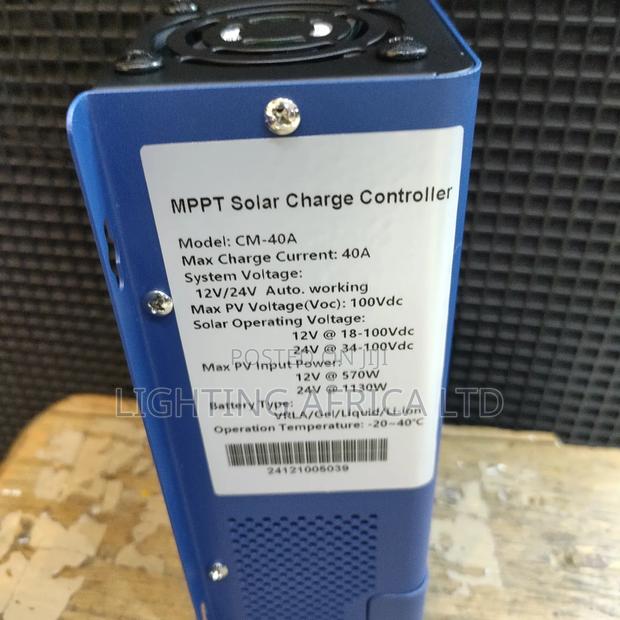 MPPT Solar Charge Controller
Model: CM-40A
Max Charge Current: 40A
System Voltage:
12V/24V Auto. working
Max PV Voltage(Voc): 100Vdc
Solar Operating Voltage:
12V @ 18-100Vdc
24V @ 34-100Vdc
POSTED ON JIJI
Max PV Input Power:
12V @ 570W
24V @ 1130W
LIGHTING AFRICA LTD
Battery Type:
VRLA/Gel/Liquid/Li-ion
Operation Temperature: -20~40℃
24121005039